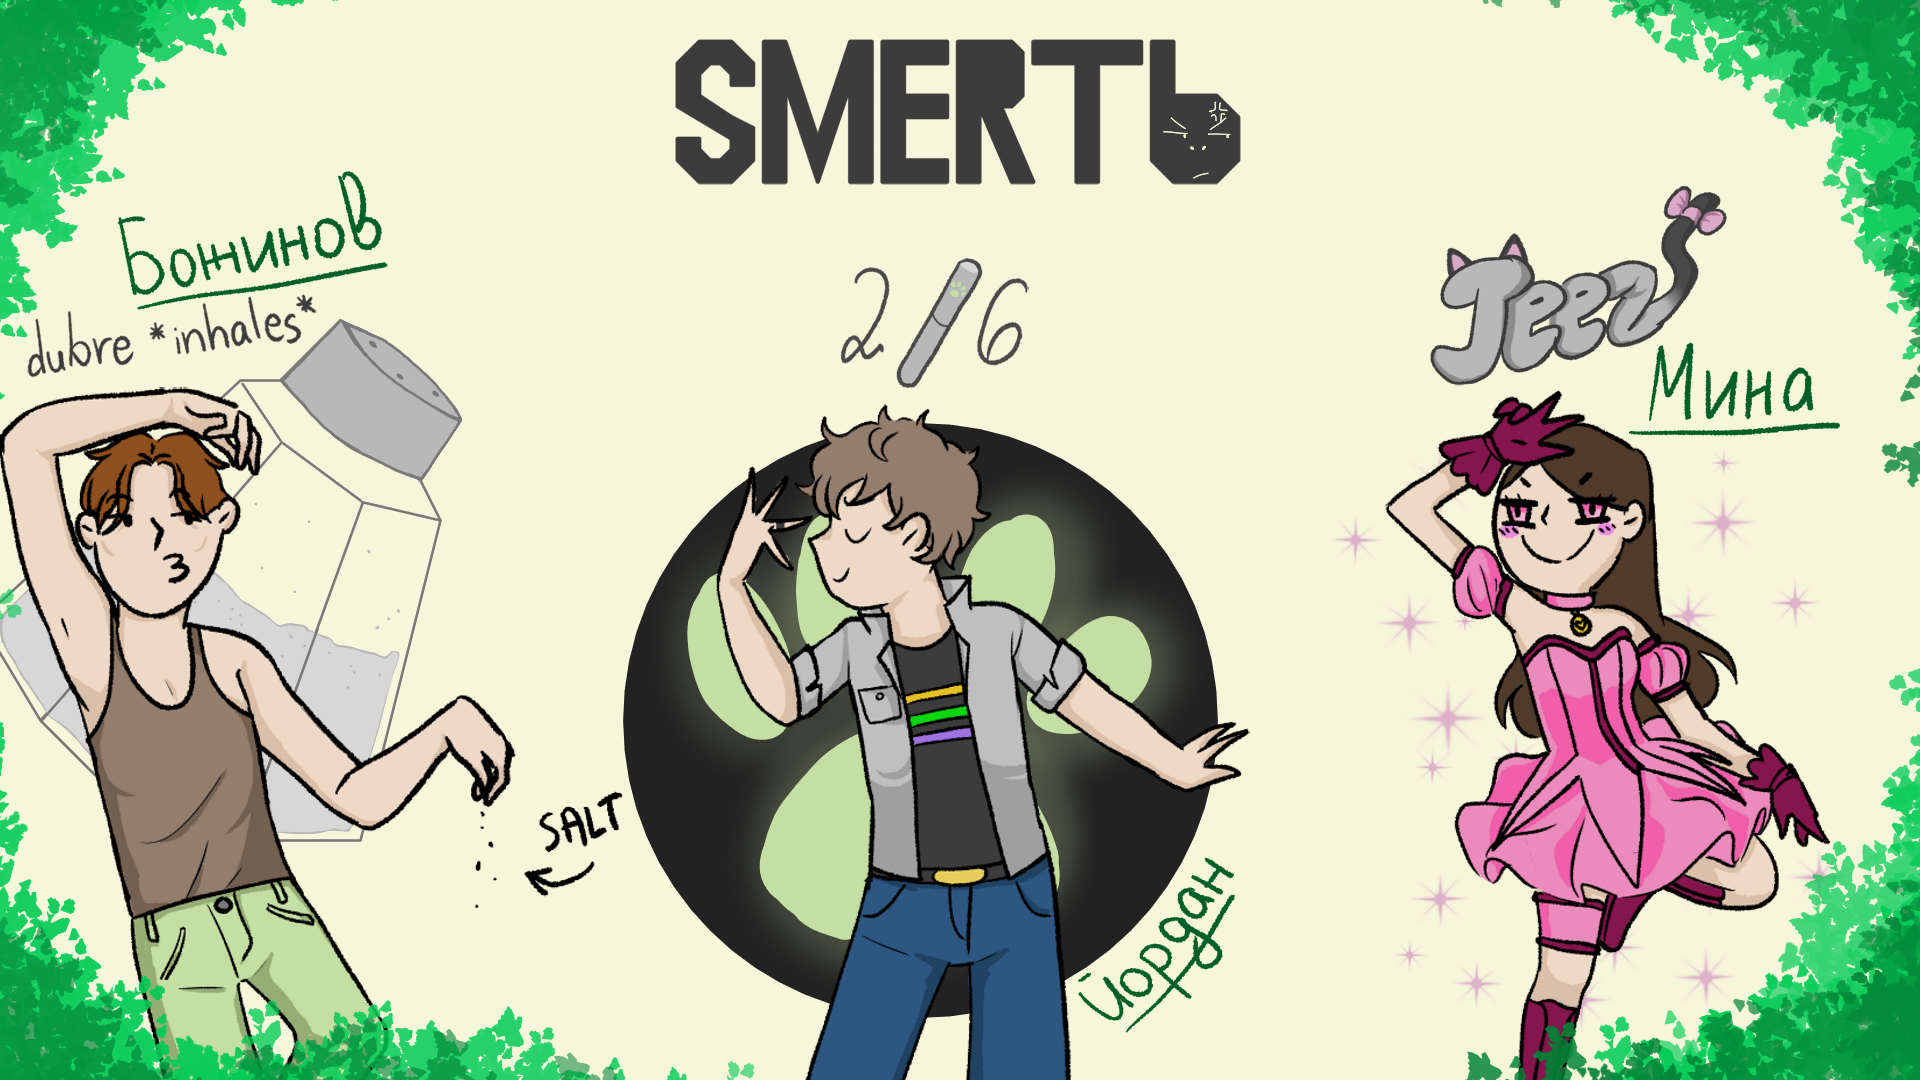 SMERTЬ
Божинов
dubre *inhales*
2/6
Jeez
Мина
SALT
Йордан